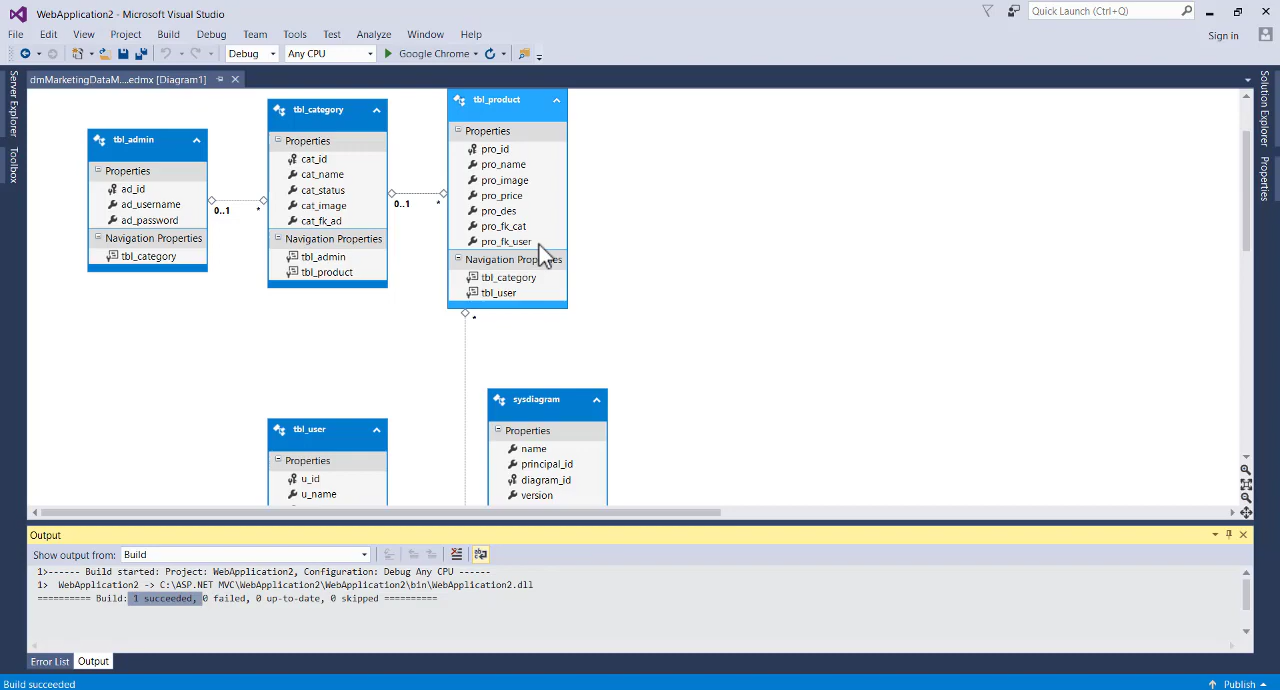 WebApplication2 - Microsoft Visual Studio
Quick Launch (Ctrl+Q)
File Edit View Project Build Debug Team Tools Test Analyze Window Help
Sign in
Debug Any CPU Google Chrome
dmMarketingDataM....edmx [Diagram1]
Server Explorer
Toolbox
Solution Explorer
Properties
tbl_admin
Properties
ad_id
ad_username
ad_password
Navigation Properties
tbl_category
0..1
*
tbl_category
Properties
cat_id
cat_name
cat_status
cat_image
cat_fk_ad
Navigation Properties
tbl_admin
tbl_product
0..1
*
tbl_product
Properties
pro_id
pro_name
pro_image
pro_price
pro_des
pro_fk_cat
pro_fk_user
Navigation Properties
tbl_category
tbl_user
*
tbl_user
Properties
u_id
u_name
sysdiagram
Properties
name
principal_id
diagram_id
version
Output
Show output from: Build
1>------ Build started: Project: WebApplication2, Configuration: Debug Any CPU ------
1> WebApplication2 -> C:\ASP.NET MVC\WebApplication2\WebApplication2\bin\WebApplication2.dll
========== Build: 1 succeeded, 0 failed, 0 up-to-date, 0 skipped ==========
Error List Output
Build succeeded
Publish